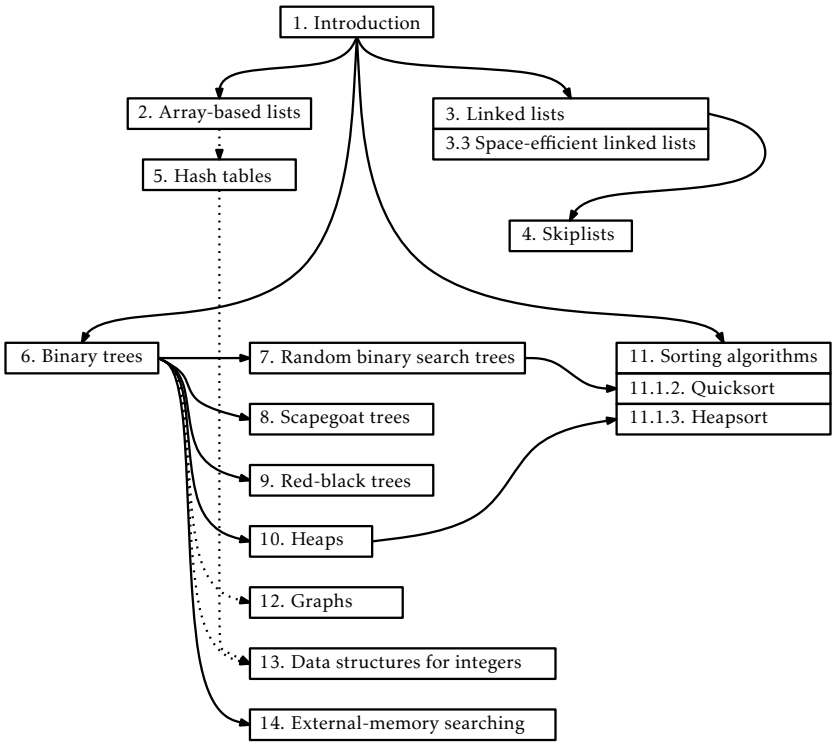 1. Introduction
2. Array-based lists
3. Linked lists
3.3 Space-efficient linked lists
5. Hash tables
4. Skiplists
6. Binary trees
7. Random binary search trees
11. Sorting algorithms
11.1.2. Quicksort
11.1.3. Heapsort
8. Scapegoat trees
9. Red-black trees
10. Heaps
12. Graphs
13. Data structures for integers
14. External-memory searching